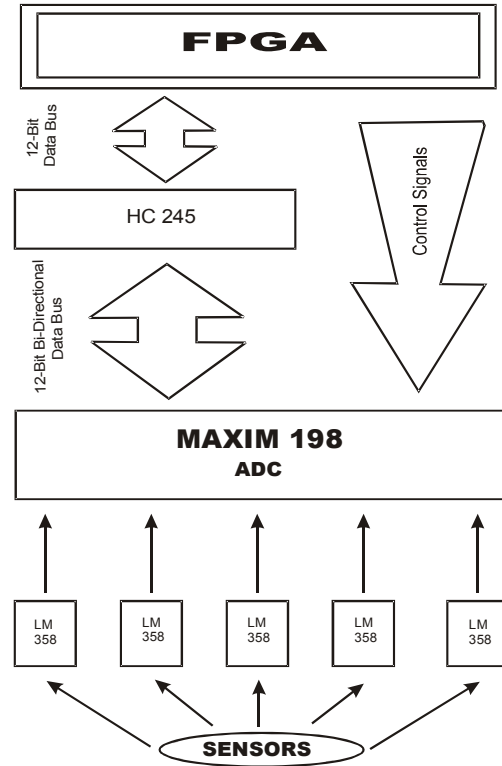 FPGA
12-Bit
Data Bus
Control Signals
HC 245
12-Bit Bi-Directional
Data Bus
MAXIM 198
ADC
LM
358
LM
358
LM
358
LM
358
LM
358
SENSORS